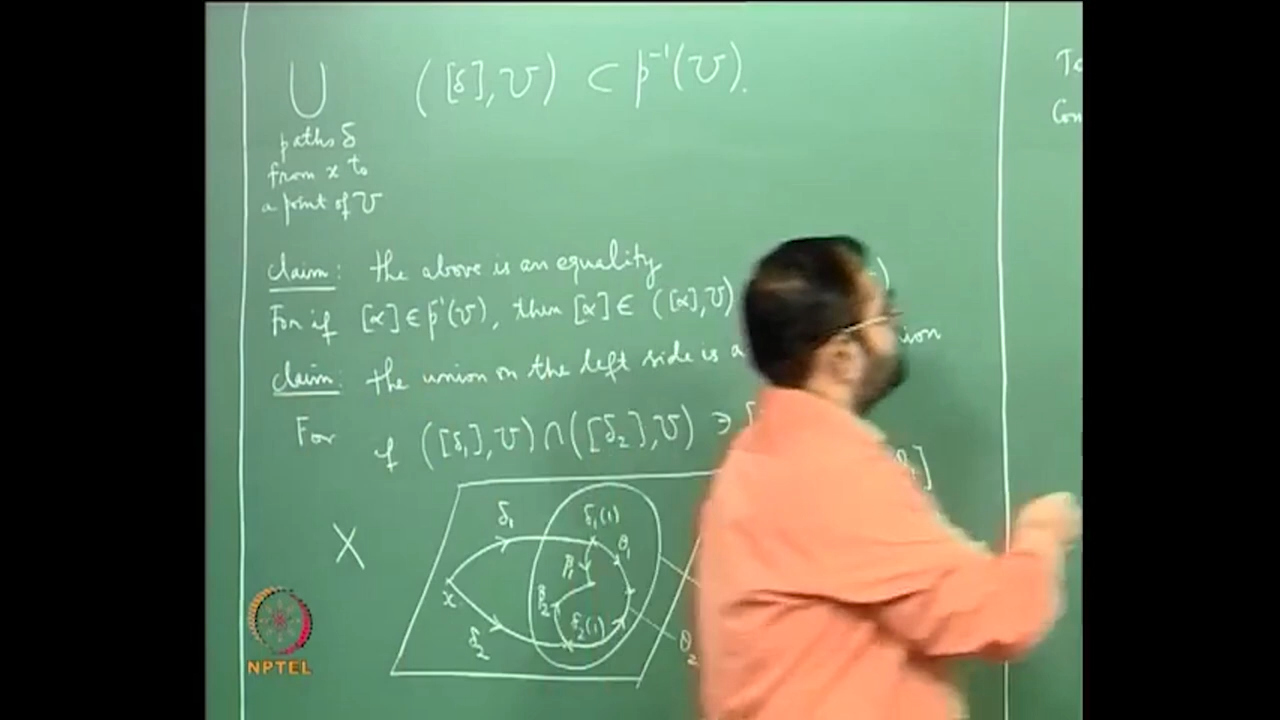 ⋃ ([δ], U) ⊂ p⁻¹(U).
paths δ
from x to
a point of U
claim: the above is an equality
For if [α] ∈ p⁻¹(U), then [α] ∈ ([α], U)
claim: the union on the left side is a
For if ([δ₁], U) ∩ ([δ₂], U) ∋ [
X
δ₁
δ₁(1)
θ₁
β₁
x
β₂
δ₂(1)
δ₂
θ₂
NPTEL